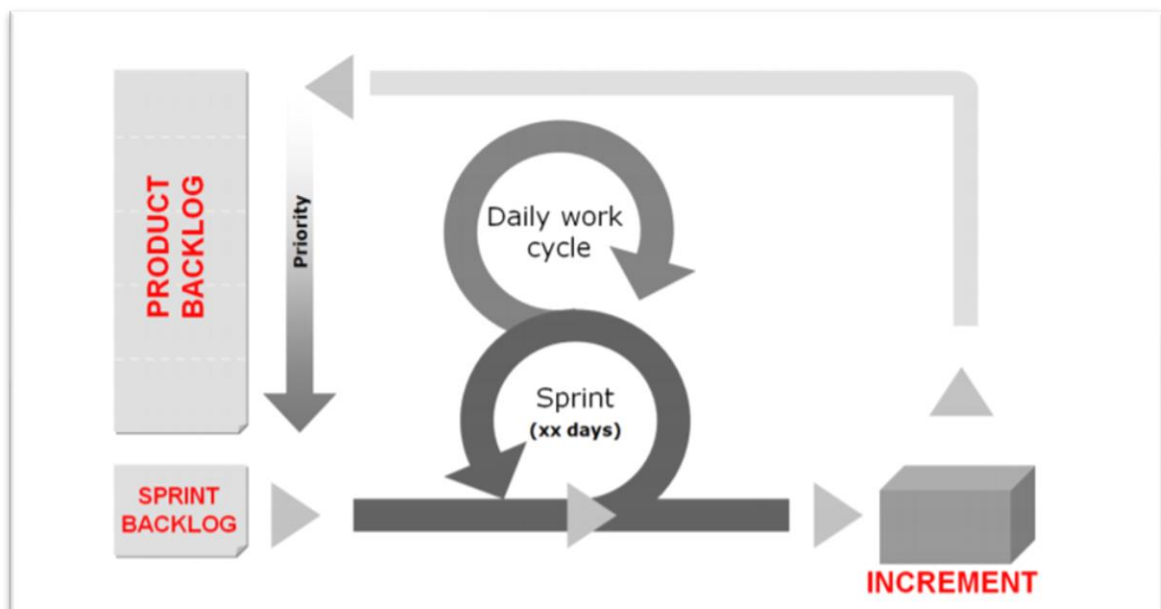 PRODUCT
BACKLOG
Priority
Daily work
cycle
Sprint
(xx days)
SPRINT
BACKLOG
INCREMENT